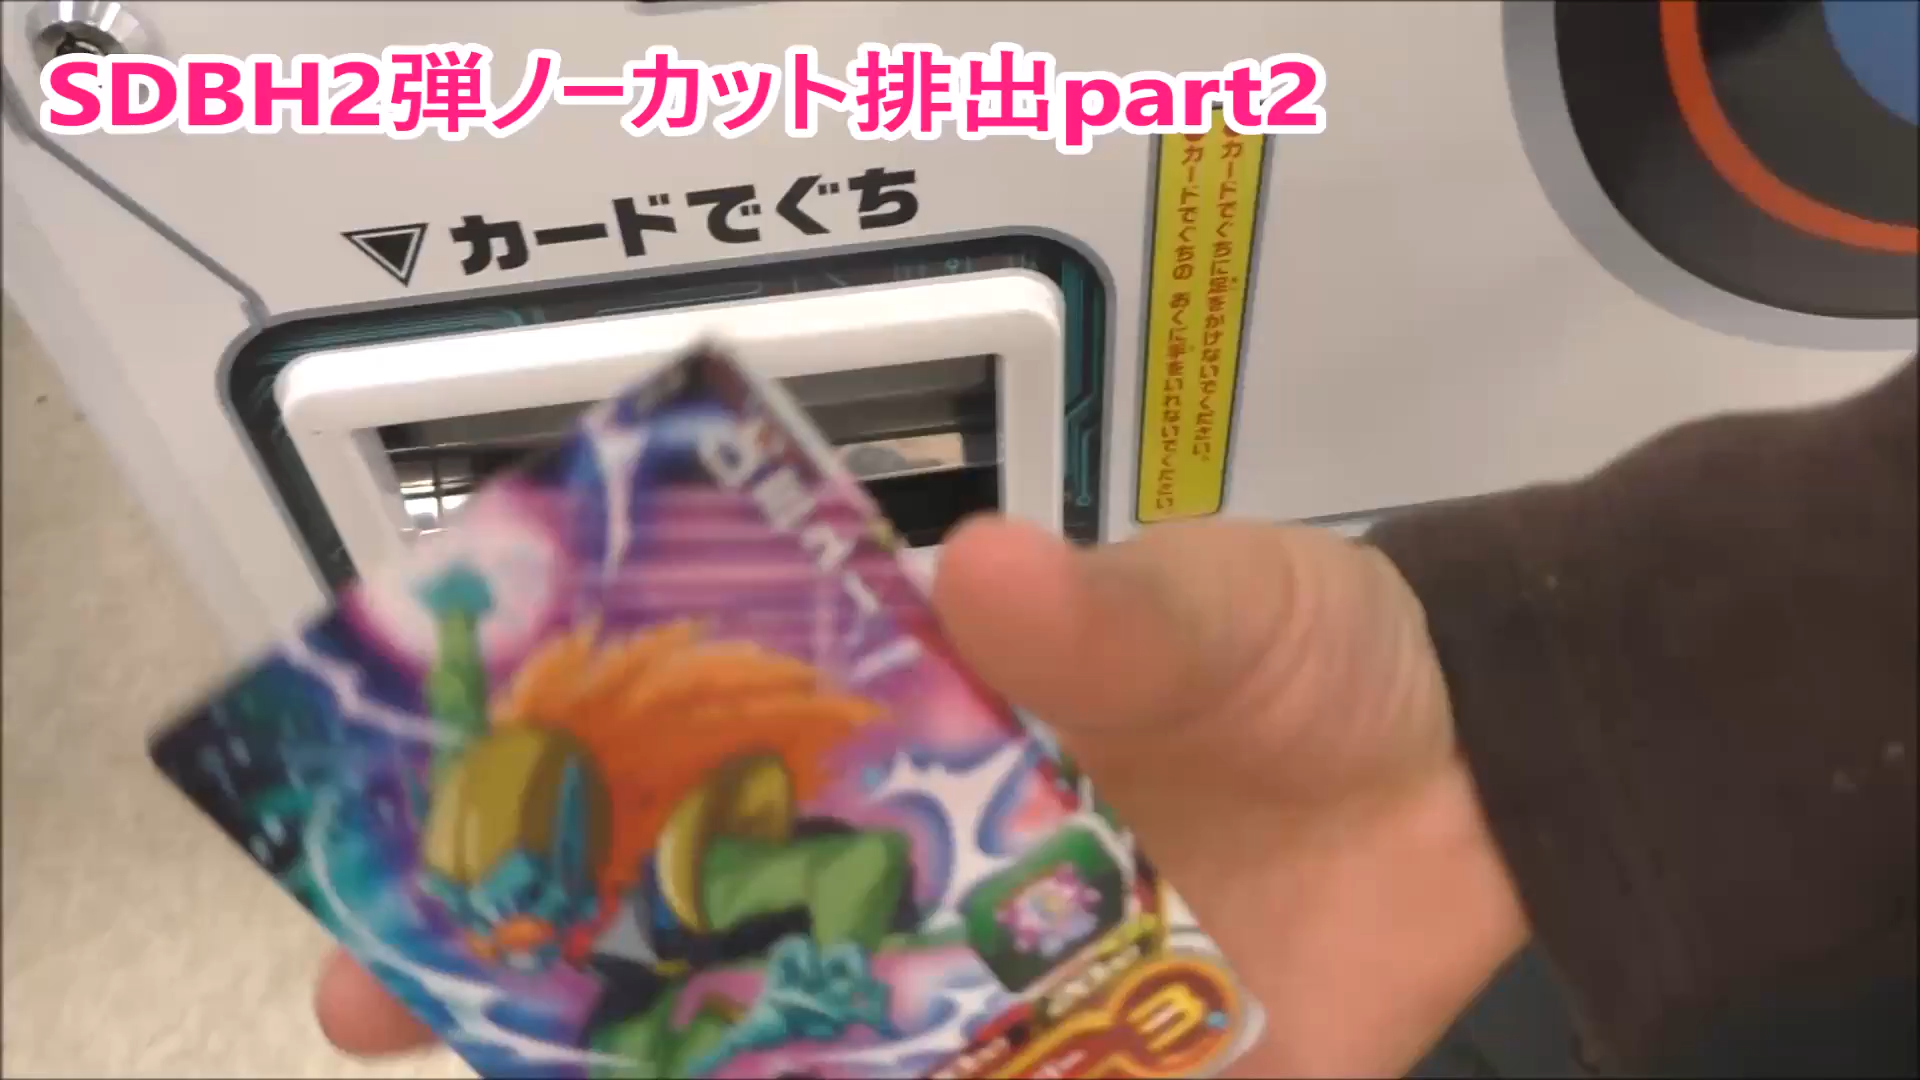 SDBH2弾ノーカット排出part2
▽カードでぐち
●カードでぐちに足をかけないでください。
●カードでぐちの おくに手をいれないでください
3